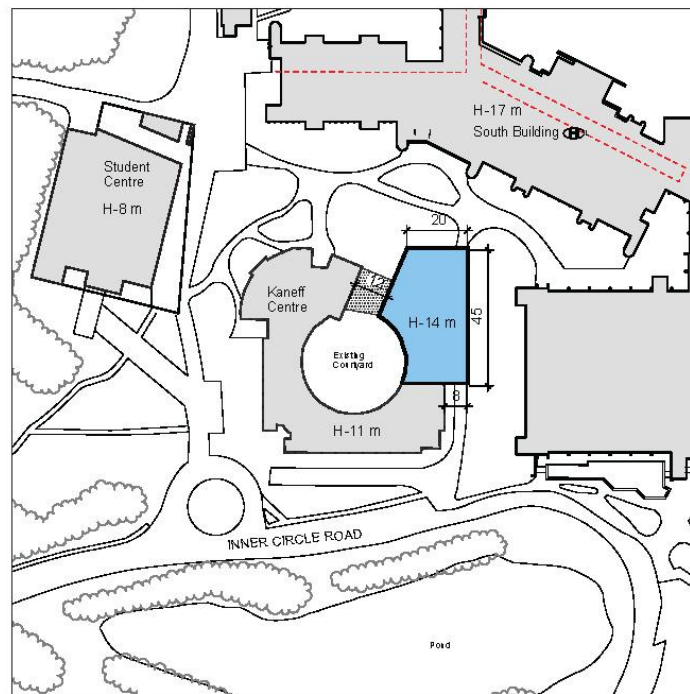 H-17 m
South Building
Student
Centre
H-8 m
20
12
Kaneff
Centre
H-14 m
45
Existing
Courtyard
8
H-11 m
INNER CIRCLE ROAD
Pond